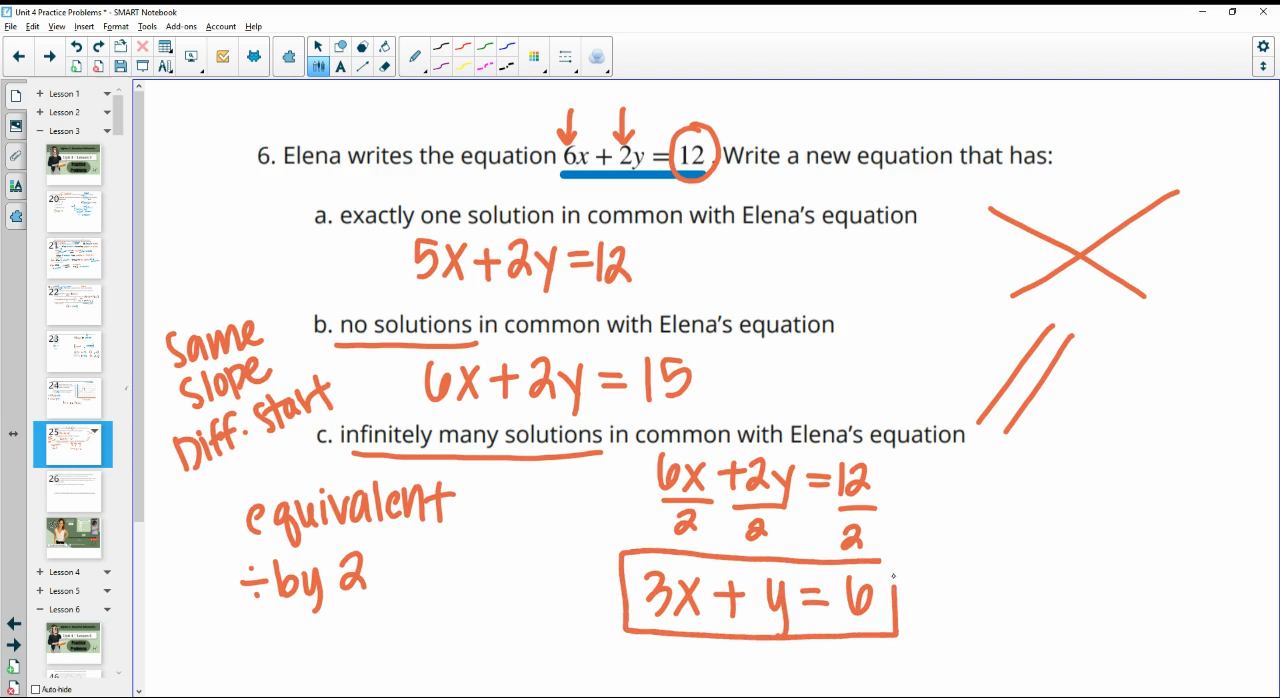 Unit 4 Practice Problems * - SMART Notebook
File Edit View Insert Format Tools Add-ons Account Help
Lesson 1
Lesson 2
Lesson 3
20
21
22
23
24
25
26
Lesson 4
Lesson 5
Lesson 6
Auto-hide
6. Elena writes the equation 6x + 2y = 12. Write a new equation that has:
a. exactly one solution in common with Elena's equation
5x+2y=12
b. no solutions in common with Elena's equation
Same
Slope
Diff. start
6x+2y = 15
c. infinitely many solutions in common with Elena's equation
equivalent
÷by 2
6x +2y =12
2 2 2
3x + y = 6